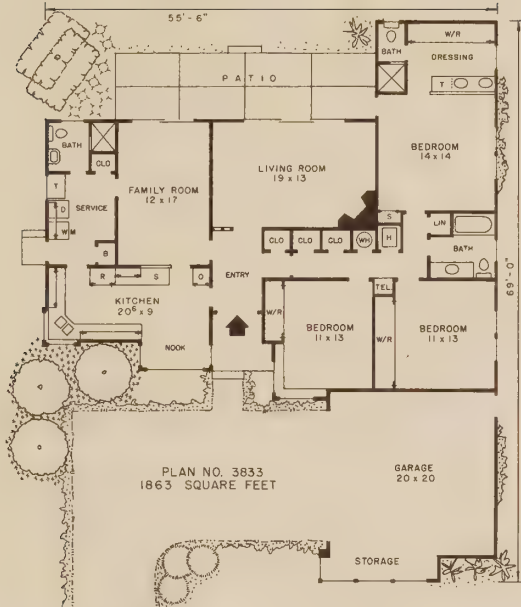 55'-6"
BATH
W/R
DRESSING
PATIO
T
BATH
CLO
LIVING ROOM
19 x 13
BEDROOM
14 x 14
FAMILY ROOM
12 x 17
T
SERVICE
D
WM
S
LIN
CLO
CLO
CLO
WH
H
BATH
B
R
S
O
ENTRY
69'-0"
KITCHEN
20⁶ x 9
TEL.
W/R
BEDROOM
11 x 13
W/R
BEDROOM
11 x 13
NOOK
PLAN NO. 3833
1863 SQUARE FEET
GARAGE
20 x 20
STORAGE